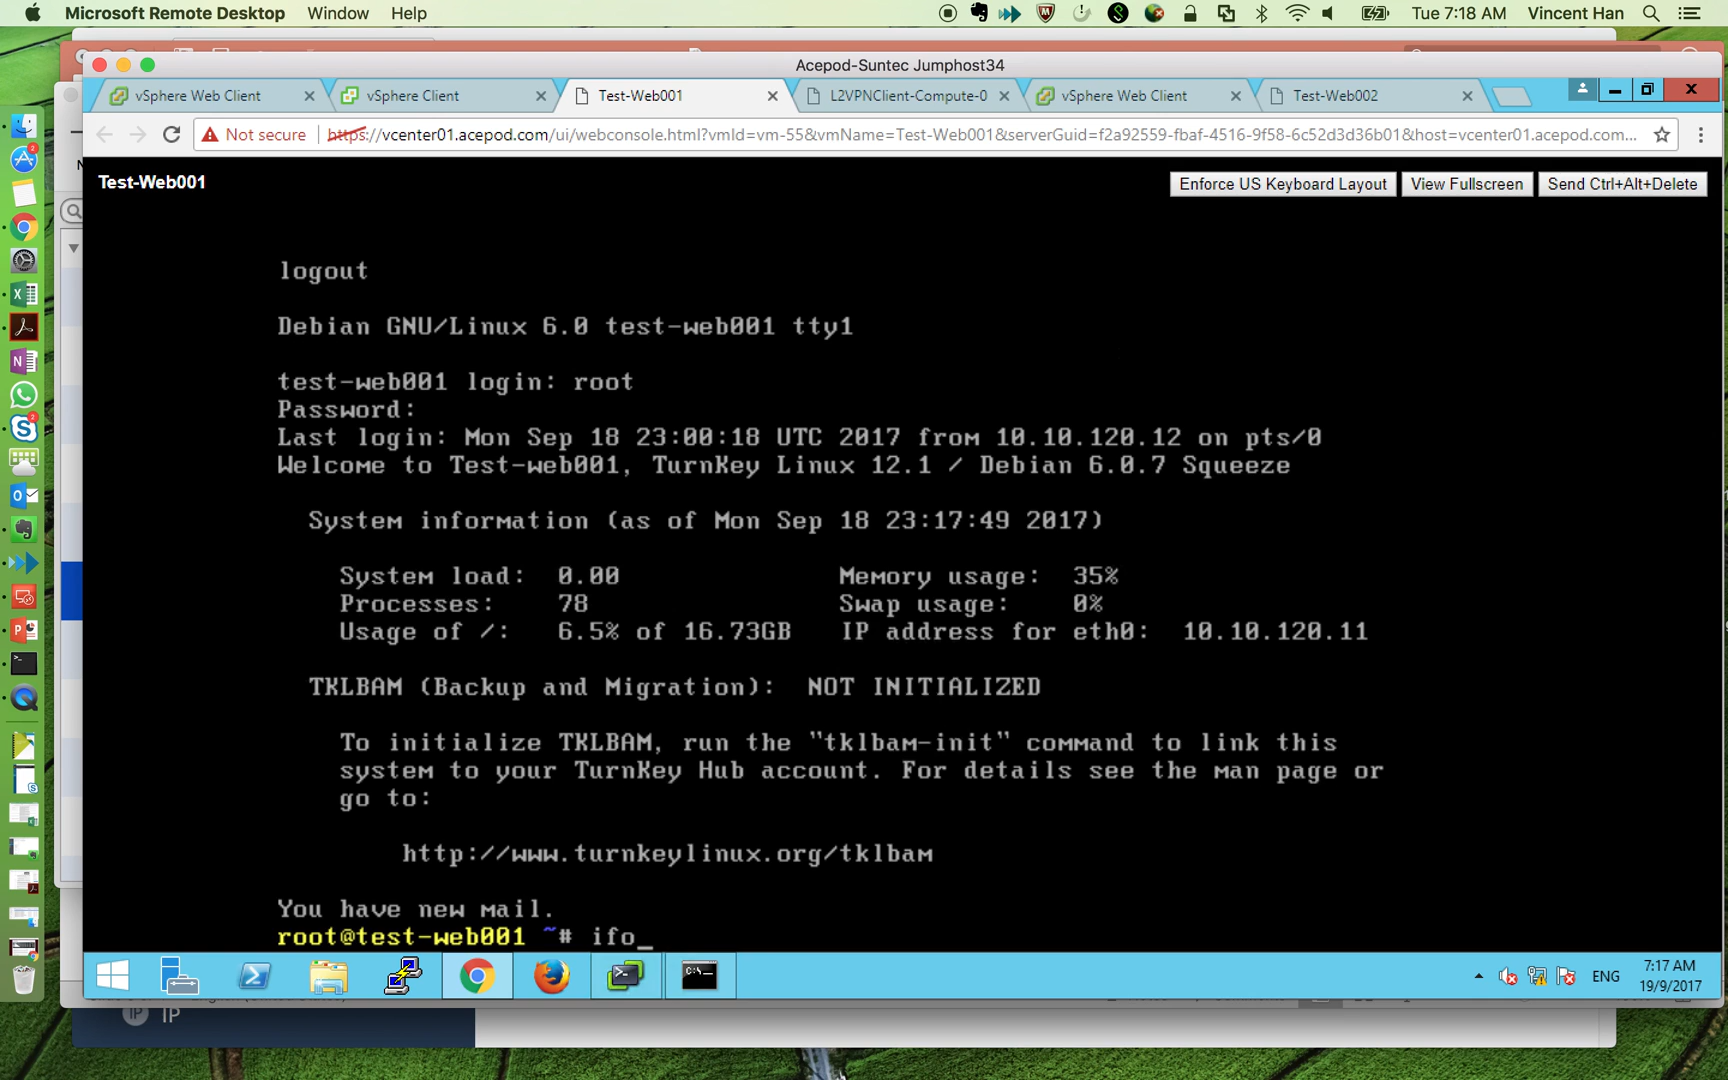 Microsoft Remote Desktop Window Help
Tue 7:18 AM Vincent Han
Acepod-Suntec Jumphost34
vSphere Web Client
vSphere Client
Test-Web001
L2VPNClient-Compute-0
vSphere Web Client
Test-Web002
Not secure https://vcenter01.acepod.com/ui/webconsole.html?vmId=vm-55&vmName=Test-Web001&serverGuid=f2a92559-fbaf-4516-9f58-6c52d3d36b01&host=vcenter01.acepod.com...
Test-Web001
Enforce US Keyboard Layout
View Fullscreen
Send Ctrl+Alt+Delete
logout
Debian GNU/Linux 6.0 test-web001 tty1
test-web001 login: root
Password:
Last login: Mon Sep 18 23:00:18 UTC 2017 from 10.10.120.12 on pts/0
Welcome to Test-web001, TurnKey Linux 12.1 / Debian 6.0.7 Squeeze
System information (as of Mon Sep 18 23:17:49 2017)
System load: 0.00 Memory usage: 35%
Processes: 78 Swap usage: 0%
Usage of /: 6.5% of 16.73GB IP address for eth0: 10.10.120.11
TKLBAM (Backup and Migration): NOT INITIALIZED
To initialize TKLBAM, run the "tklbam-init" command to link this
system to your TurnKey Hub account. For details see the man page or
go to:
http://www.turnkeylinux.org/tklbam
You have new mail.
root@test-web001 ~# ifo_
ENG
7:17 AM
19/9/2017
IP IP